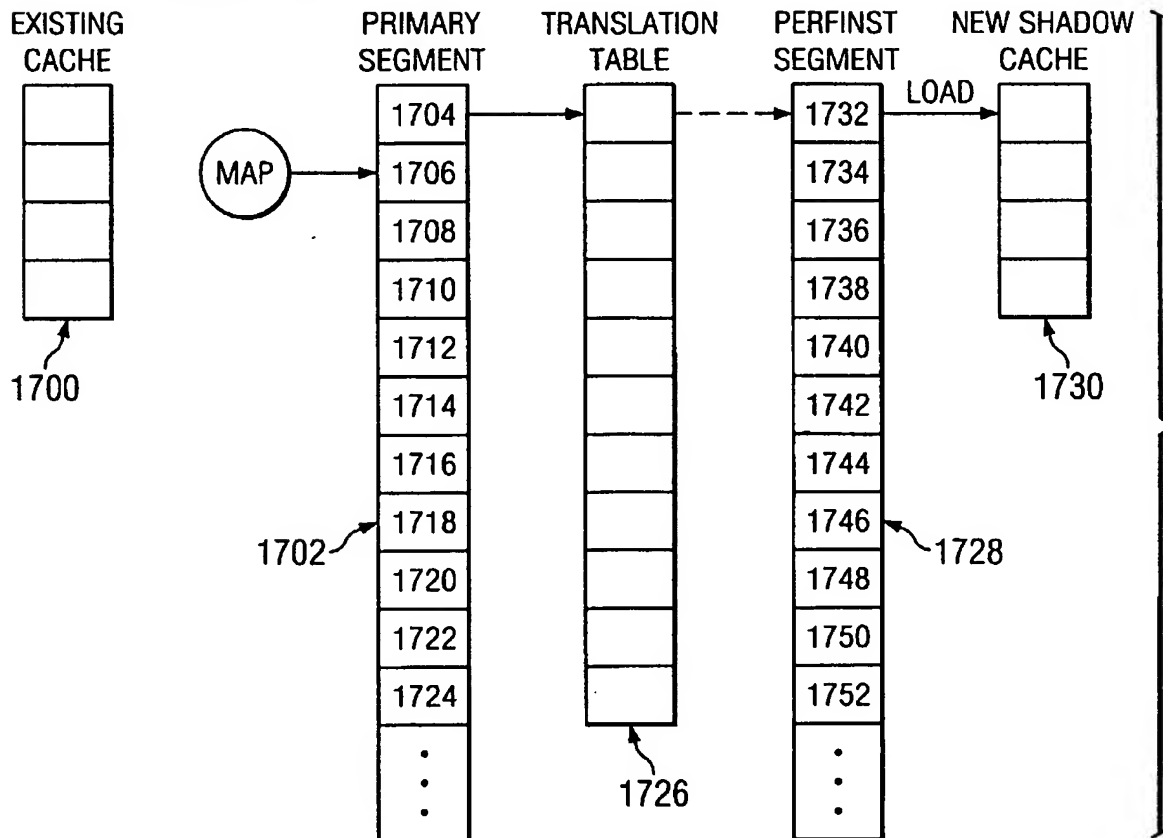 EXISTING
CACHE
PRIMARY
SEGMENT
TRANSLATION
TABLE
PERFINST
SEGMENT
NEW SHADOW
CACHE
LOAD
MAP
1704
1706
1708
1710
1712
1714
1716
1718
1720
1722
1724
1732
1734
1736
1738
1740
1742
1744
1746
1748
1750
1752
1700
1702
1726
1728
1730